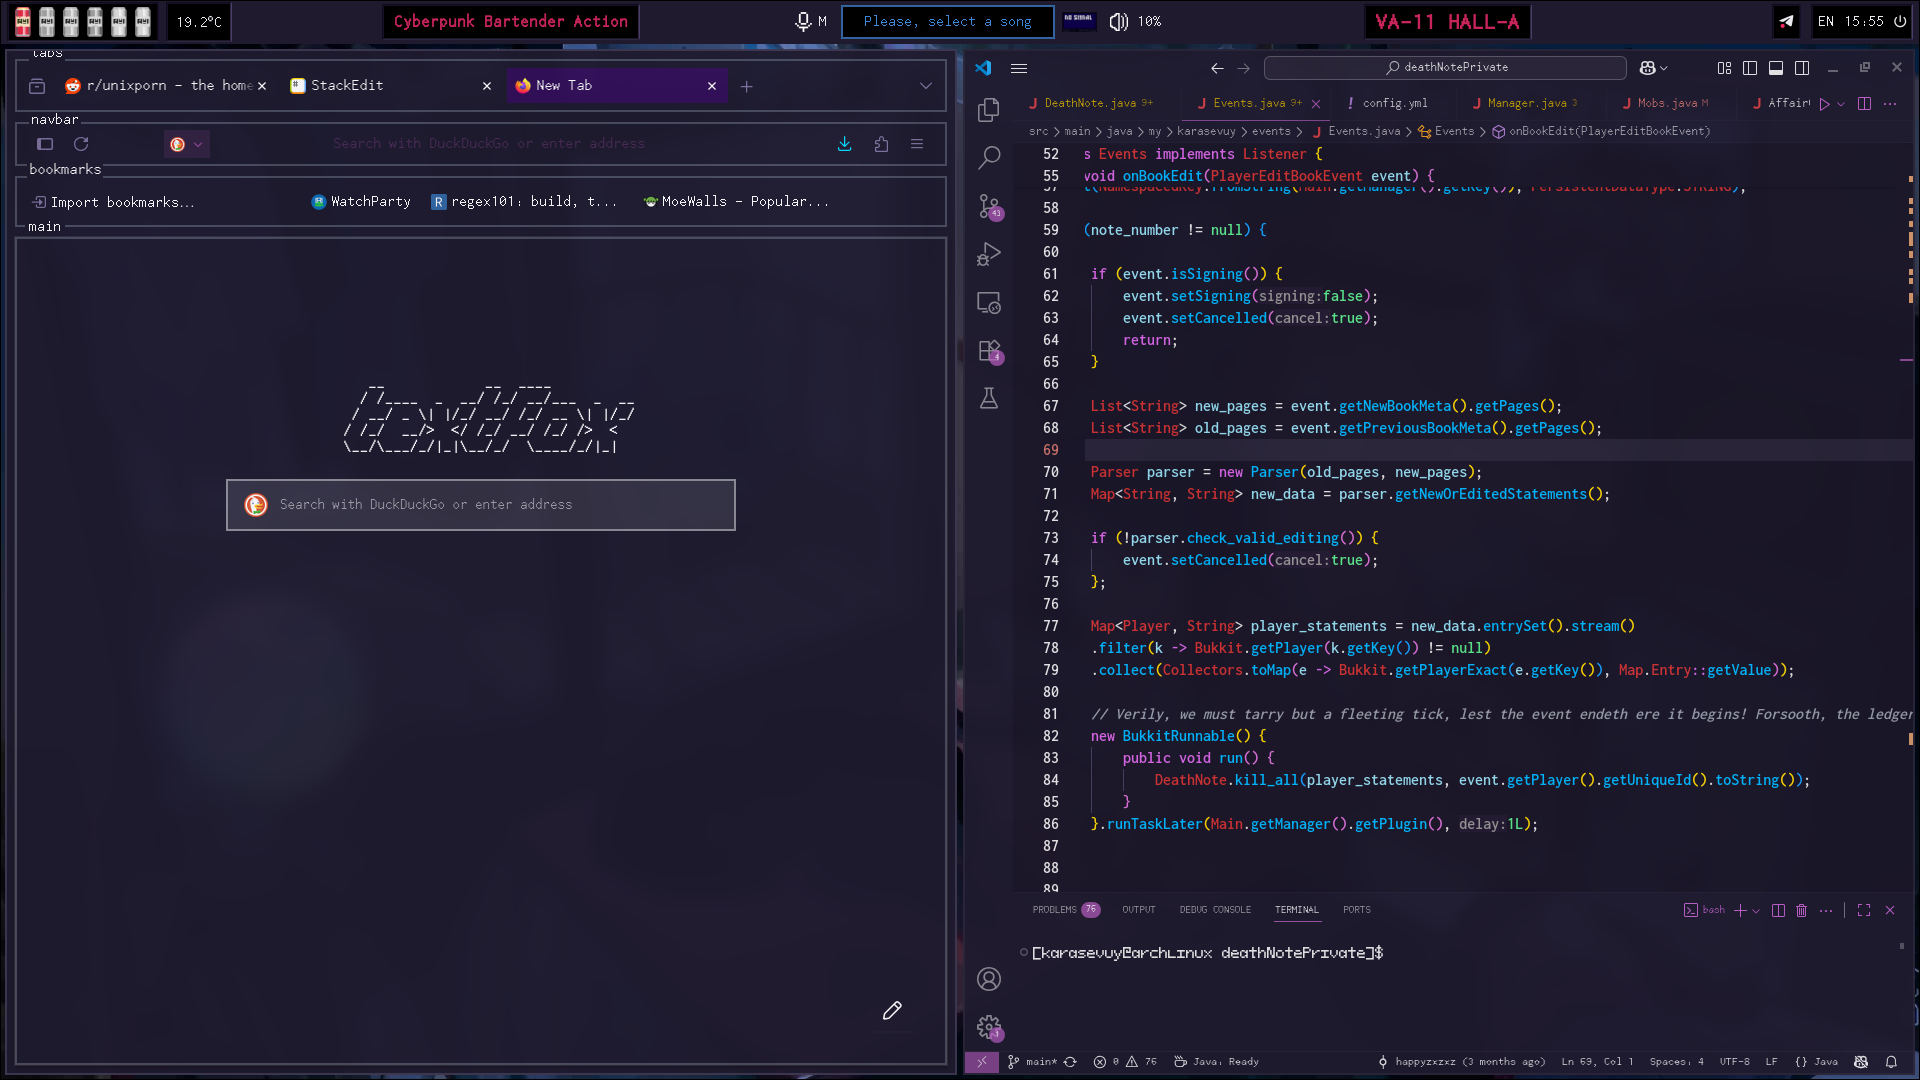 19.2°C
Cyberpunk Bartender Action
M
Please, select a song
NO SIGNAL
10%
VA-11 HALL-A
EN 15:55
tabs
r/unixporn - the home
StackEdit
New Tab
navbar
Search with DuckDuckGo or enter address
bookmarks
Import bookmarks...
WatchParty
regex101: build, t...
MoeWalls - Popular...
main
Search with DuckDuckGo or enter address
deathNotePrivate
DeathNote.java 9+
Events.java 9+
config.yml
Manager.java 3
Mobs.java M
Affair
src > main > java > my > karasevuy > events > Events.java > Events > onBookEdit(PlayerEditBookEvent)
52 s Events implements Listener {
55 void onBookEdit(PlayerEditBookEvent event) {
57 t(NamespacedKey.fromString(Main.getManager().getKey()), PersistentDataType.STRING);
58
59 (note_number != null) {
60
61 if (event.isSigning()) {
62 event.setSigning(signing:false);
63 event.setCancelled(cancel:true);
64 return;
65 }
66
67 List<String> new_pages = event.getNewBookMeta().getPages();
68 List<String> old_pages = event.getPreviousBookMeta().getPages();
69
70 Parser parser = new Parser(old_pages, new_pages);
71 Map<String, String> new_data = parser.getNewOrEditedStatements();
72
73 if (!parser.check_valid_editing()) {
74 event.setCancelled(cancel:true);
75 };
76
77 Map<Player, String> player_statements = new_data.entrySet().stream()
78 .filter(k -> Bukkit.getPlayer(k.getKey()) != null)
79 .collect(Collectors.toMap(e -> Bukkit.getPlayerExact(e.getKey()), Map.Entry::getValue));
80
81 // Verily, we must tarry but a fleeting tick, lest the event endeth ere it begins! Forsooth, the ledger
82 new BukkitRunnable() {
83 public void run() {
84 DeathNote.kill_all(player_statements, event.getPlayer().getUniqueId().toString());
85 }
86 }.runTaskLater(Main.getManager().getPlugin(), delay:1L);
87
88
89
43
4
1
PROBLEMS 76
OUTPUT
DEBUG CONSOLE
TERMINAL
PORTS
bash
[karasevuy@archlinux deathNotePrivate]$
main*
0
76
Java: Ready
happyzxzxz (3 months ago)
Ln 69, Col 1
Spaces: 4
UTF-8
LF
{} Java